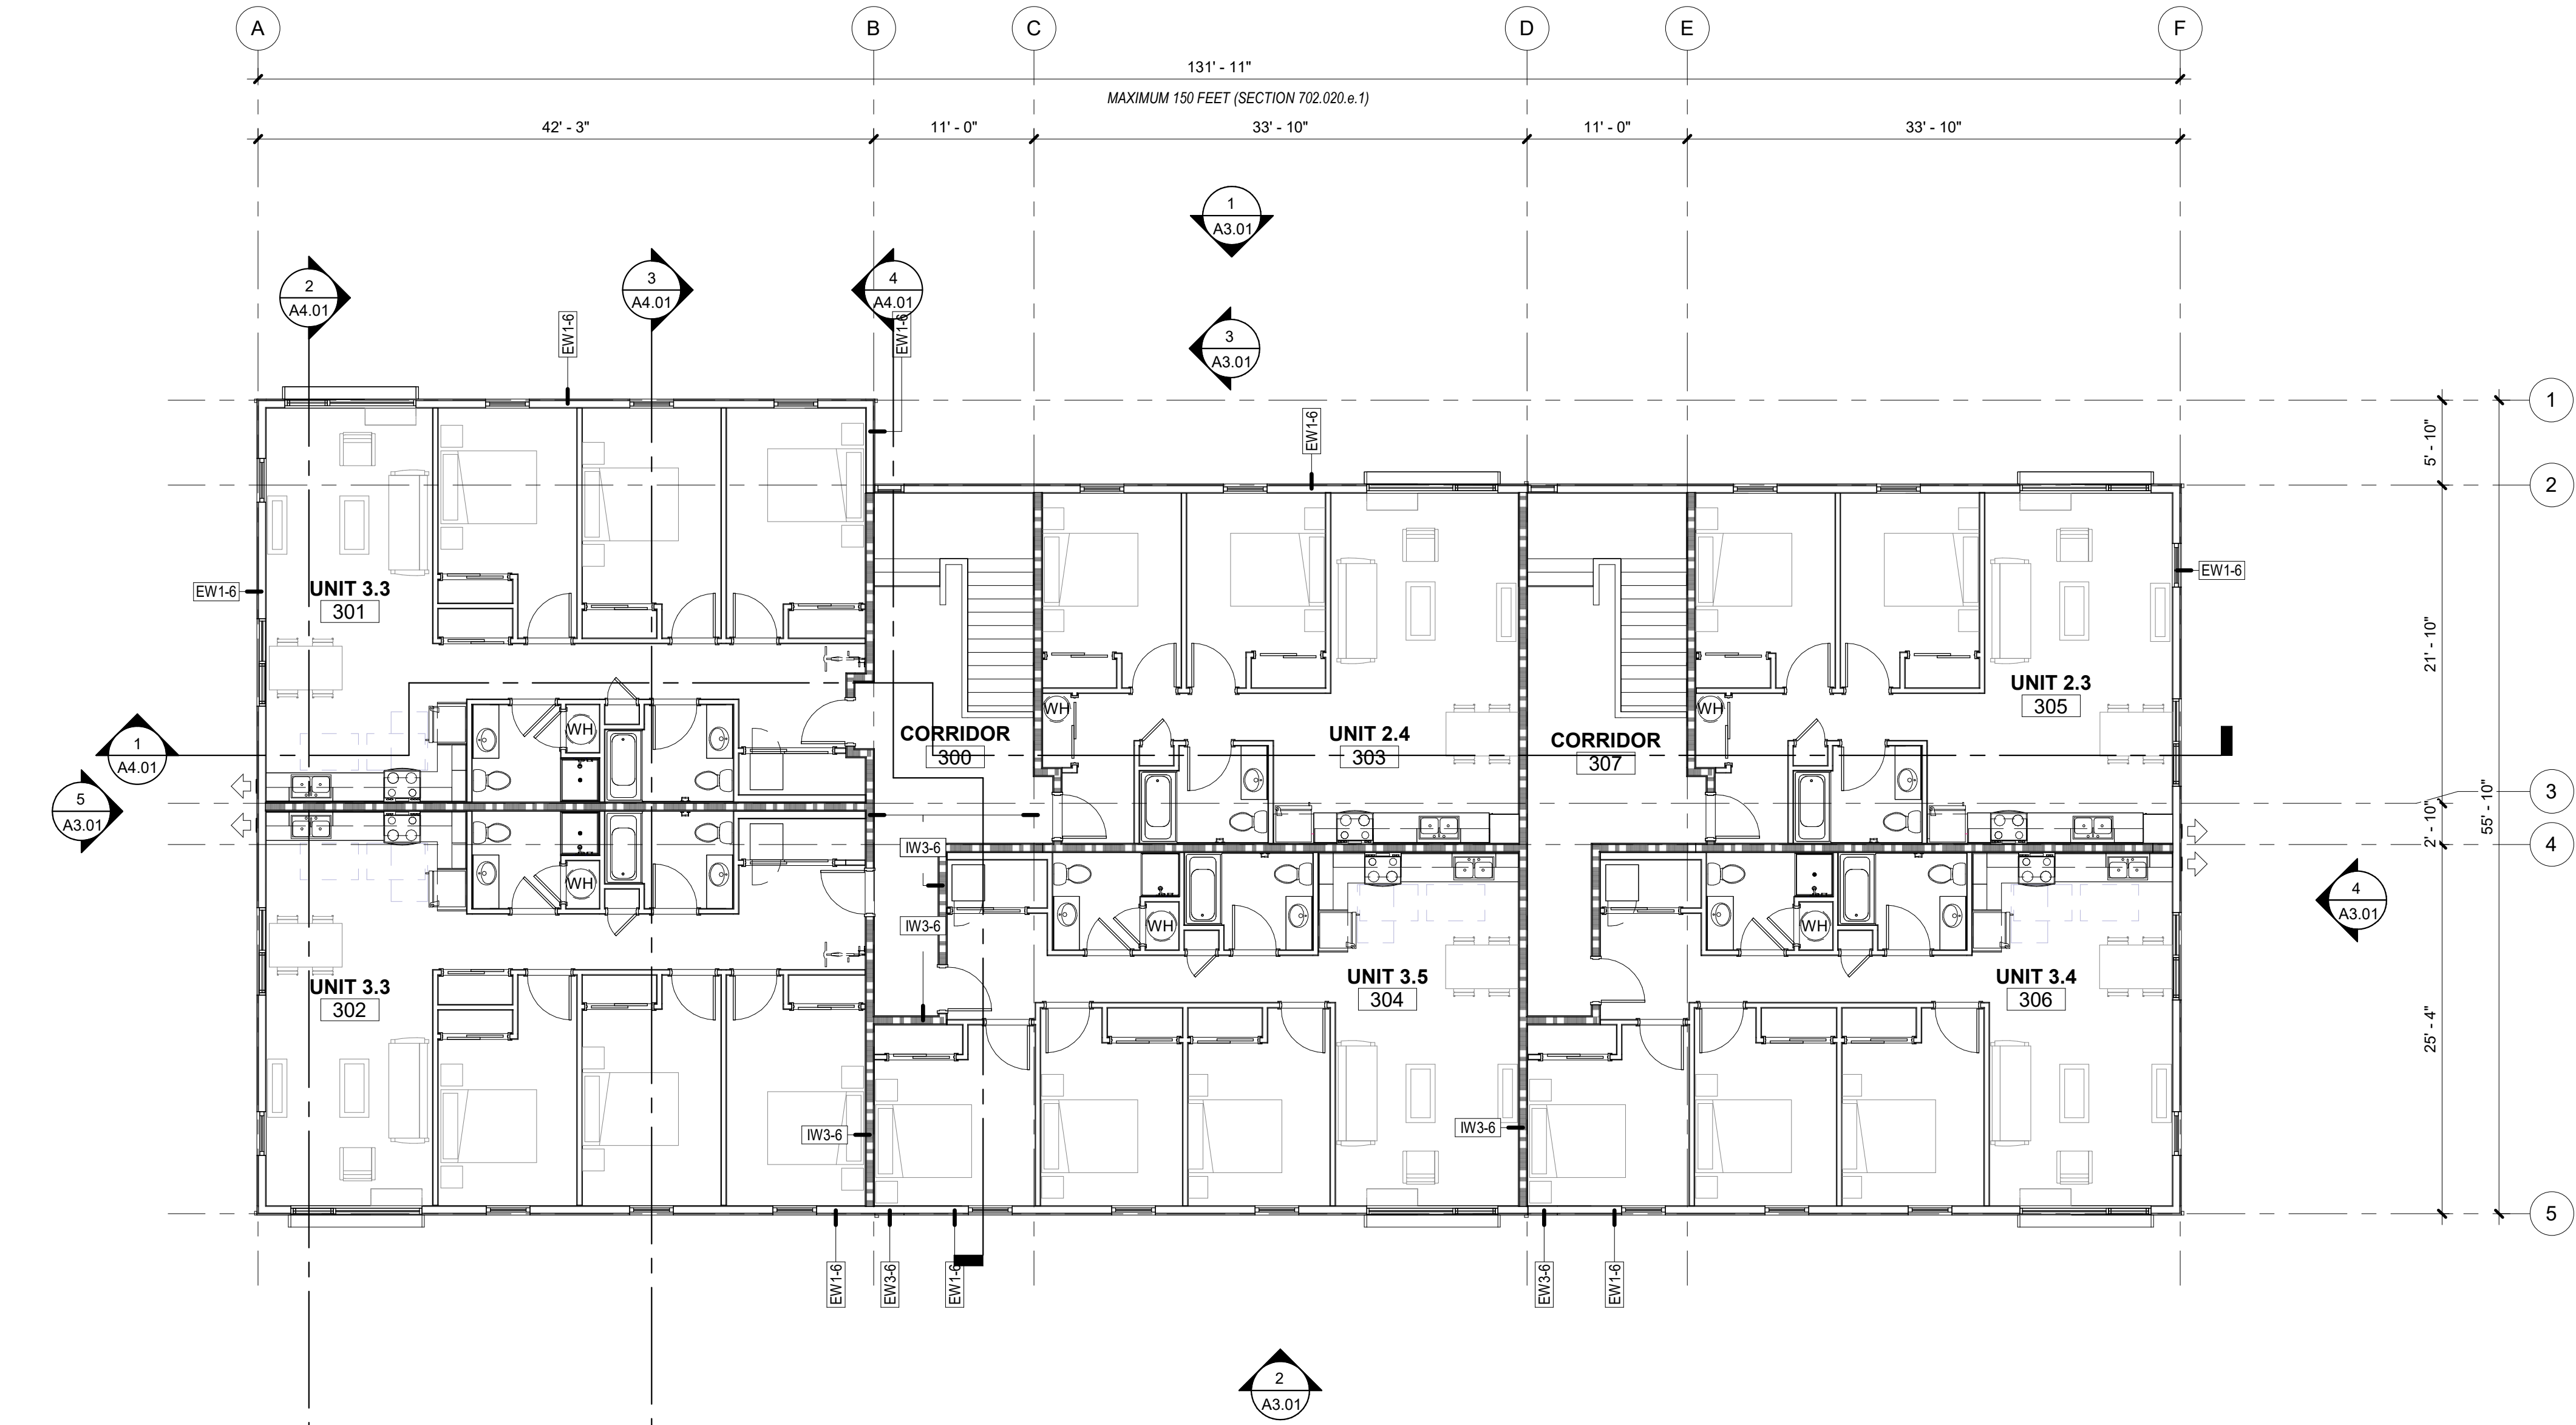 A
B
C
D
E
F
131' - 11"
MAXIMUM 150 FEET (SECTION 702.020.e.1)
42' - 3"
11' - 0"
33' - 10"
11' - 0"
33' - 10"
1
A3.01
2
A4.01
3
A4.01
4
A4.01
3
A3.01
EW1-6
EW1-6
EW1-6
1
5' - 10"
2
EW1-6
UNIT 3.3
301
EW1-6
21' - 10"
UNIT 2.3
305
WH
WH
WH
CORRIDOR
300
UNIT 2.4
303
CORRIDOR
307
1
A4.01
5
A3.01
3
2' - 10"
55' - 10"
4
IW3-6
WH
IW3-6
WH
WH
4
A3.01
UNIT 3.3
302
UNIT 3.5
304
UNIT 3.4
306
25' - 4"
IW3-6
IW3-6
5
EW1-6
EW3-6
EW1-6
EW3-6
EW1-6
2
A3.01